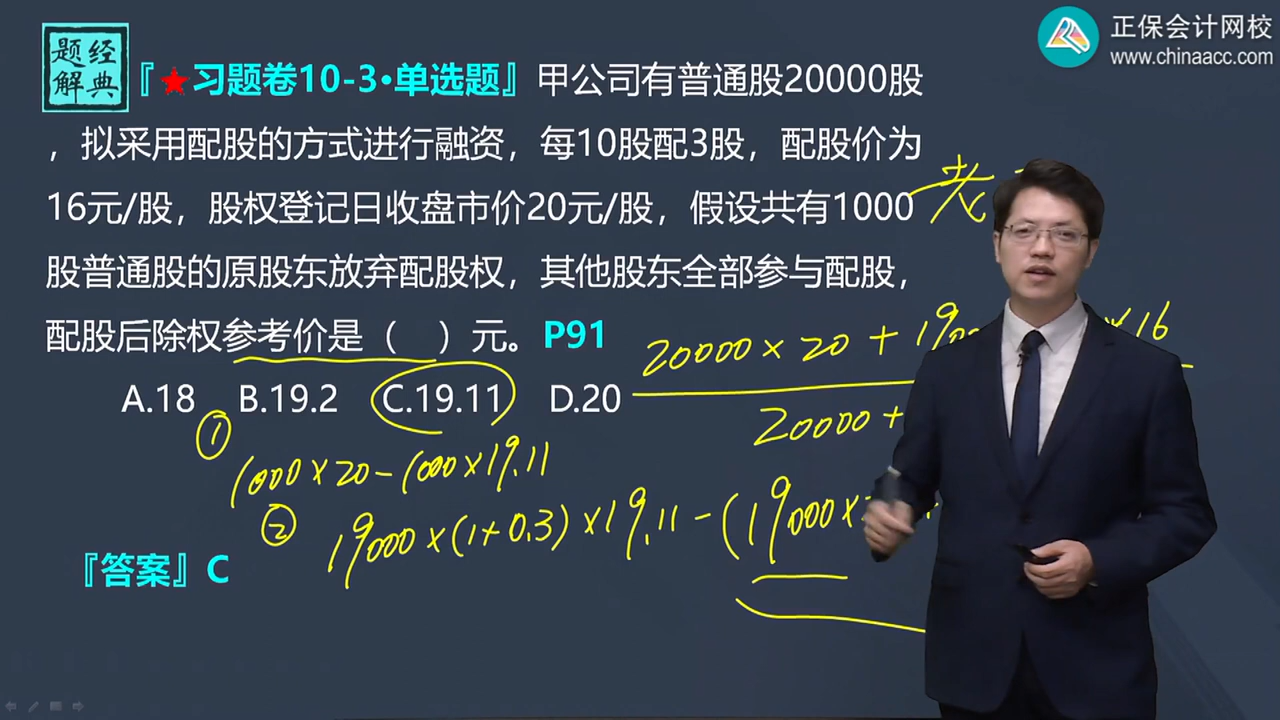 正保会计网校
www.chinaacc.com
经典
题解
『★习题卷10-3•单选题』甲公司有普通股20000股
，拟采用配股的方式进行融资，每10股配3股，配股价为
16元/股，股权登记日收盘市价20元/股，假设共有1000
股普通股的原股东放弃配股权，其他股东全部参与配股，
配股后除权参考价是（ ）元。P91
A.18 B.19.2 C.19.11 D.20
老
20000×20+1900 ×16
20000+
① 1000×20-1000×19.11
② 19000×(1+0.3)×19.11-(19000×
『答案』C